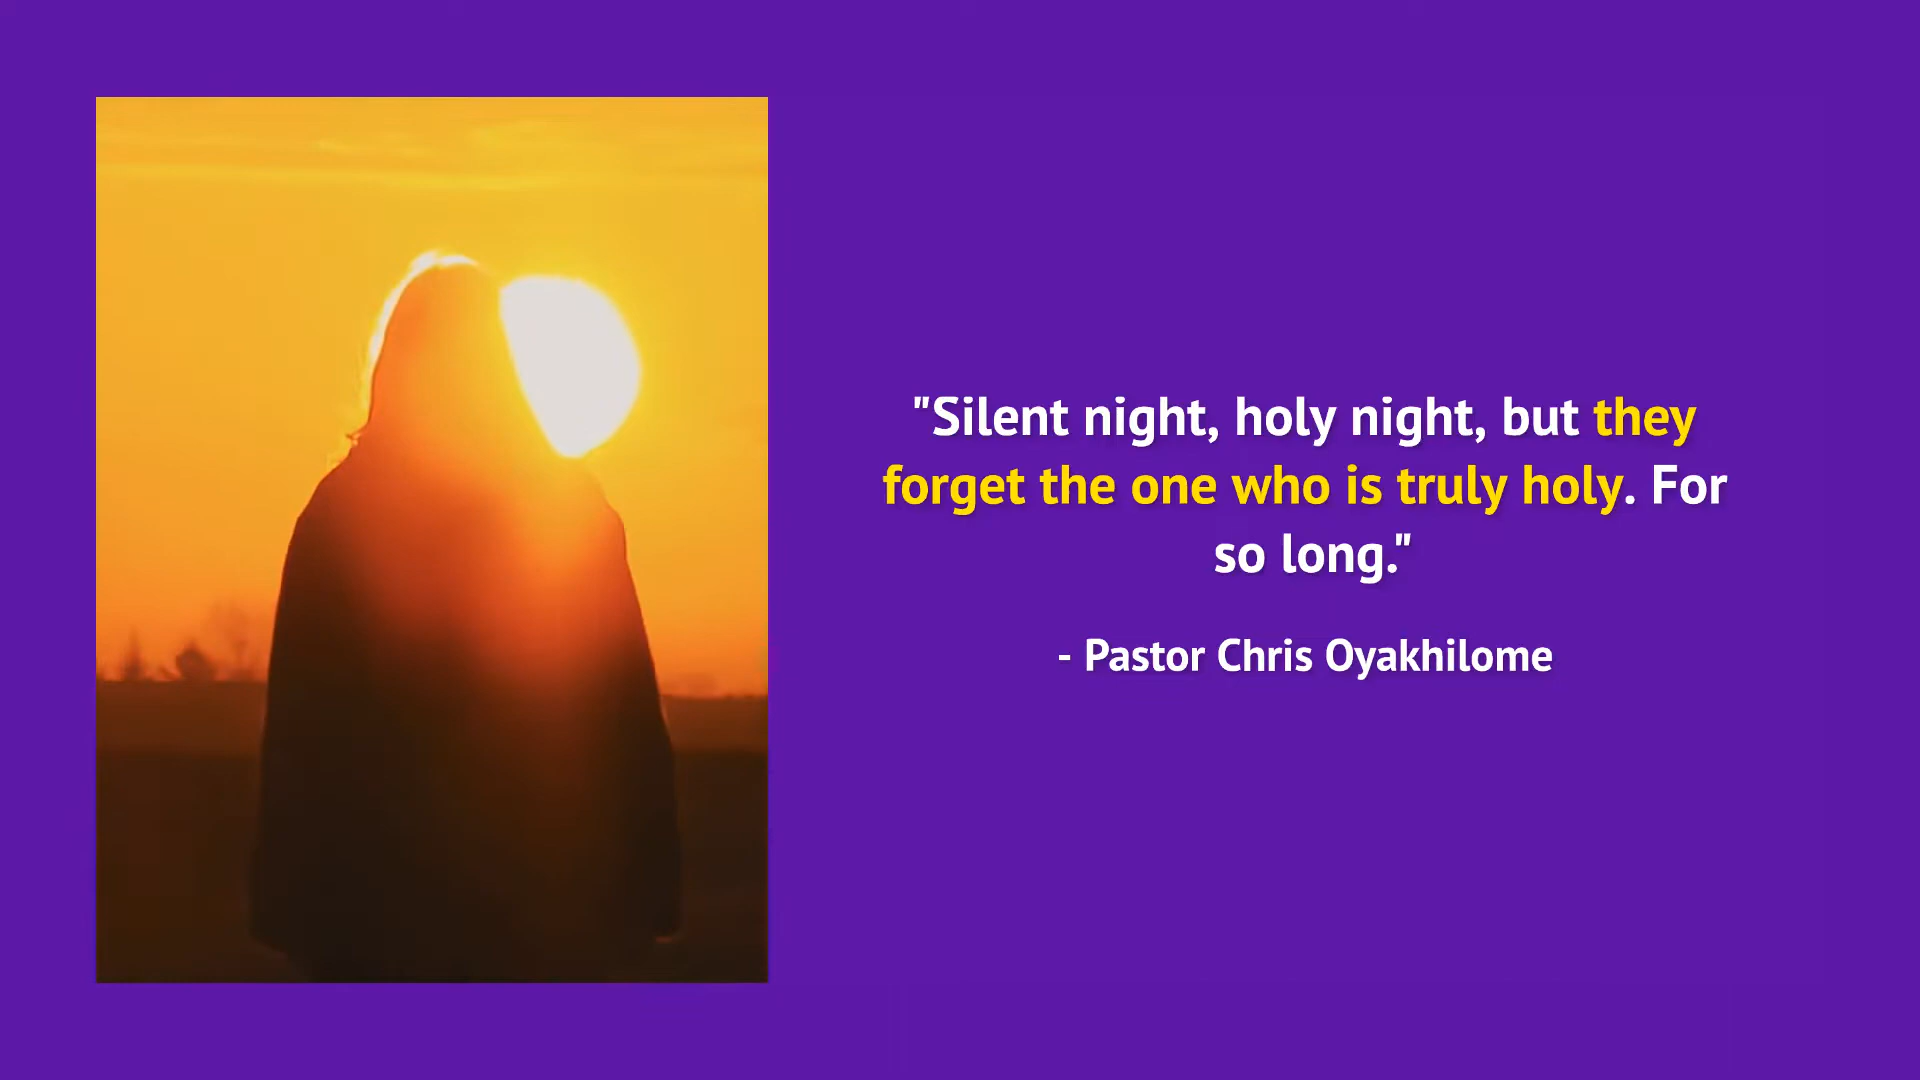 "Silent night, holy night, but they
forget the one who is truly holy. For
so long."
- Pastor Chris Oyakhilome